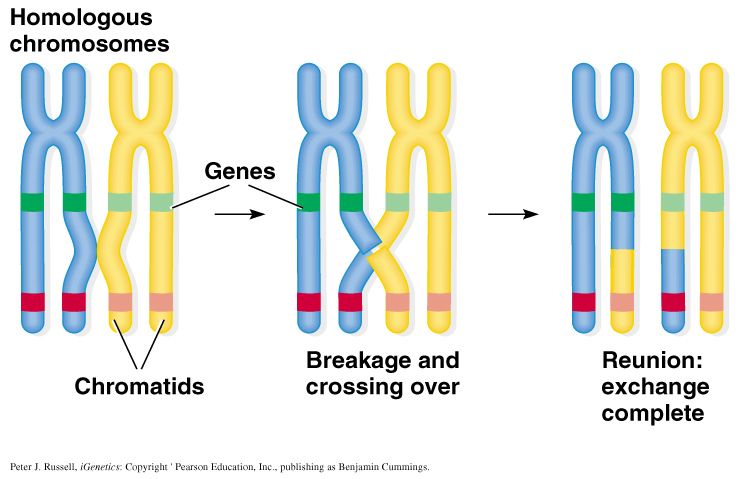 Homologous
chromosomes
Genes
Chromatids
Breakage and
crossing over
Reunion:
exchange
complete
Peter J. Russell, iGenetics: Copyright ' Pearson Education, Inc., publishing as Benjamin Cummings.